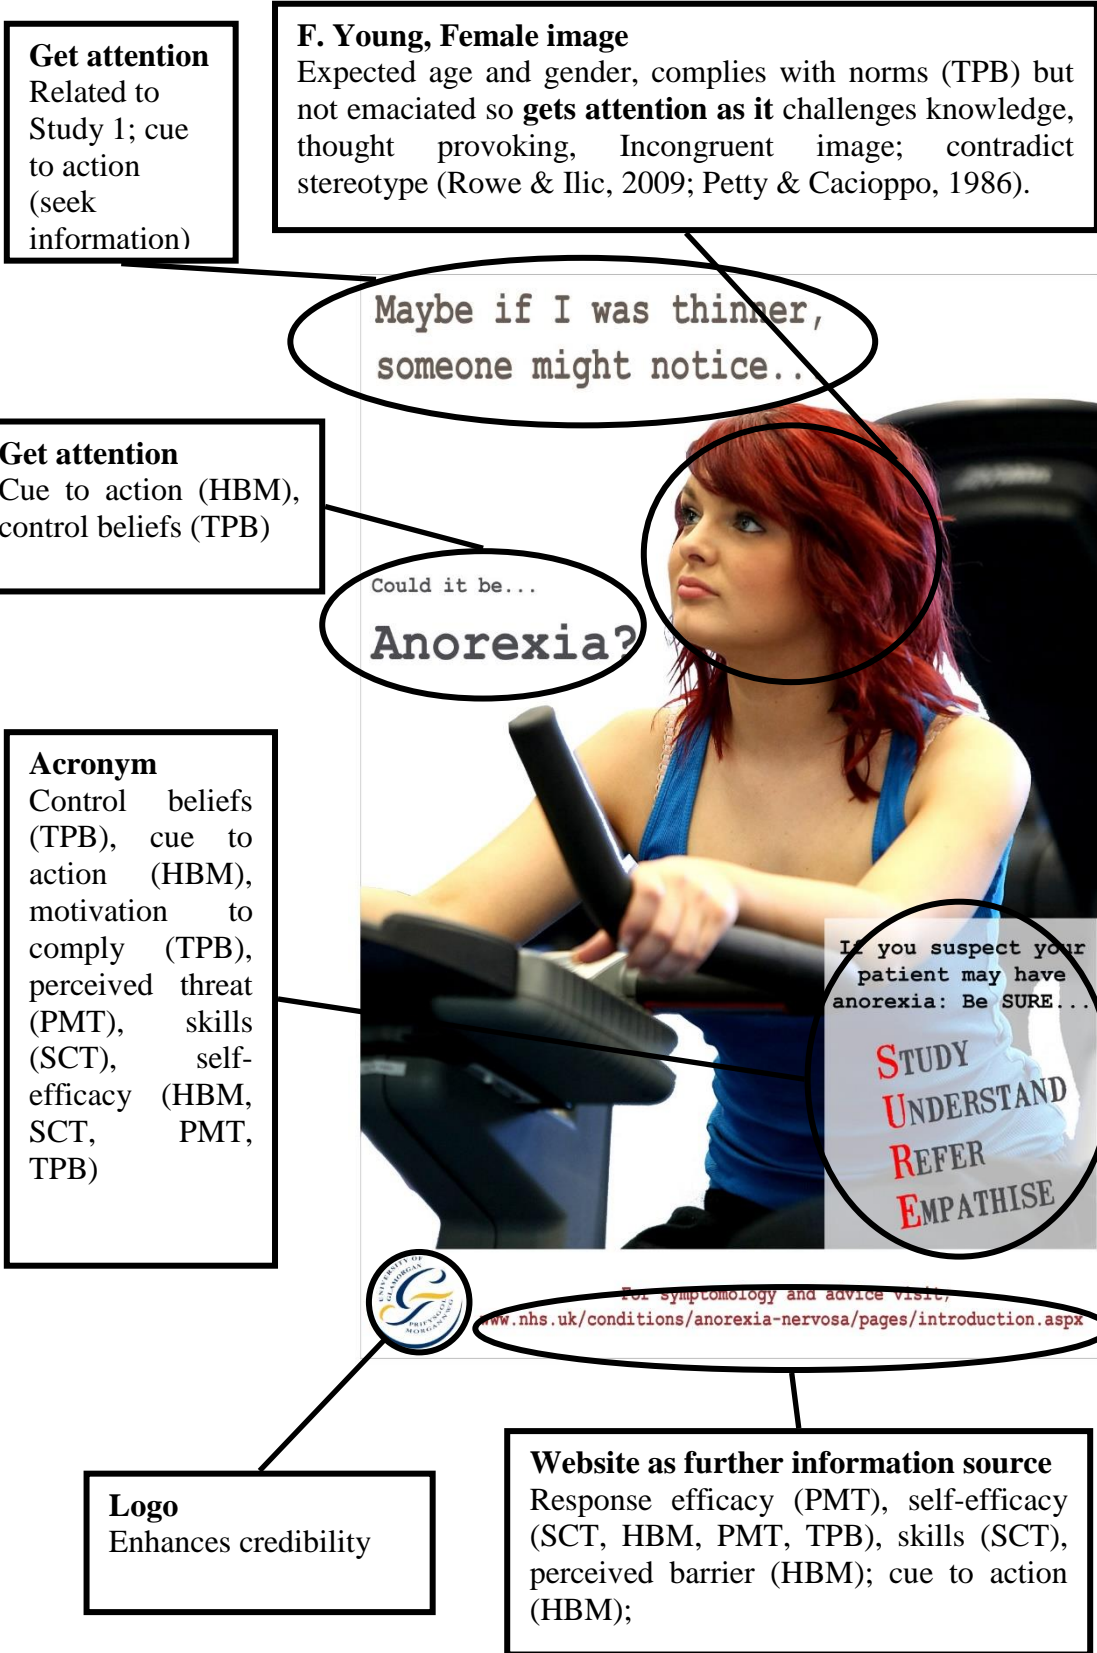 Get attention
Related to
Study 1; cue
to action
(seek
information)
F. Young, Female image
Expected age and gender, complies with norms (TPB) but
not emaciated so gets attention as it challenges knowledge,
thought provoking, Incongruent image; contradict
stereotype (Rowe & Ilic, 2009; Petty & Cacioppo, 1986).
Maybe if I was thinner,
someone might notice..
Get attention
Cue to action (HBM),
control beliefs (TPB)
Could it be...
Anorexia?
Acronym
Control beliefs
(TPB), cue to
action (HBM),
motivation to
comply (TPB),
perceived threat
(PMT), skills
(SCT), self-
efficacy (HBM,
SCT, PMT,
TPB)
If you suspect your
patient may have
anorexia: Be SURE...
STUDY
UNDERSTAND
REFER
EMPATHISE
UNIVERSITY OF
GLAMORGAN
PRIFYSGOL
MORGANNWG
For symptomology and advice visit,
www.nhs.uk/conditions/anorexia-nervosa/pages/introduction.aspx
Logo
Enhances credibility
Website as further information source
Response efficacy (PMT), self-efficacy
(SCT, HBM, PMT, TPB), skills (SCT),
perceived barrier (HBM); cue to action
(HBM);